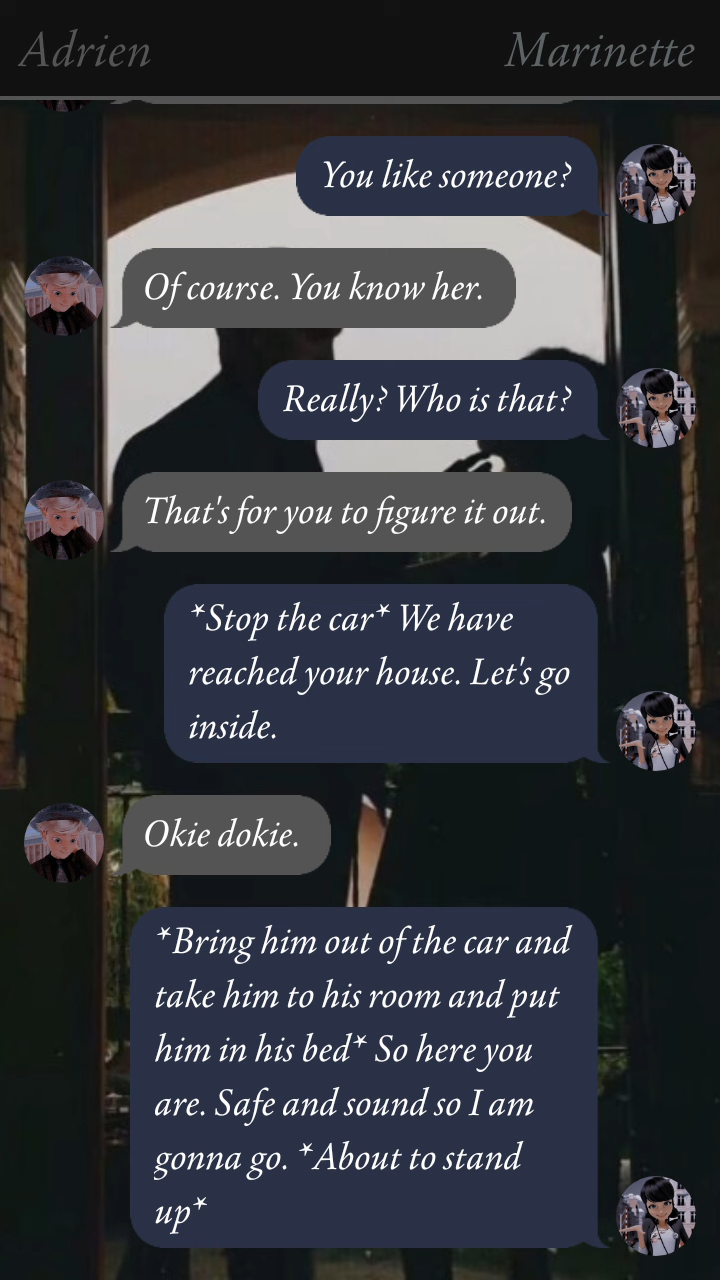 Adrien
Marinette
You like someone?
Of course. You know her.
Really? Who is that?
That's for you to figure it out.
*Stop the car* We have
reached your house. Let's go
inside.
Okie dokie.
*Bring him out of the car and
take him to his room and put
him in his bed* So here you
are. Safe and sound so I am
gonna go. *About to stand
up*